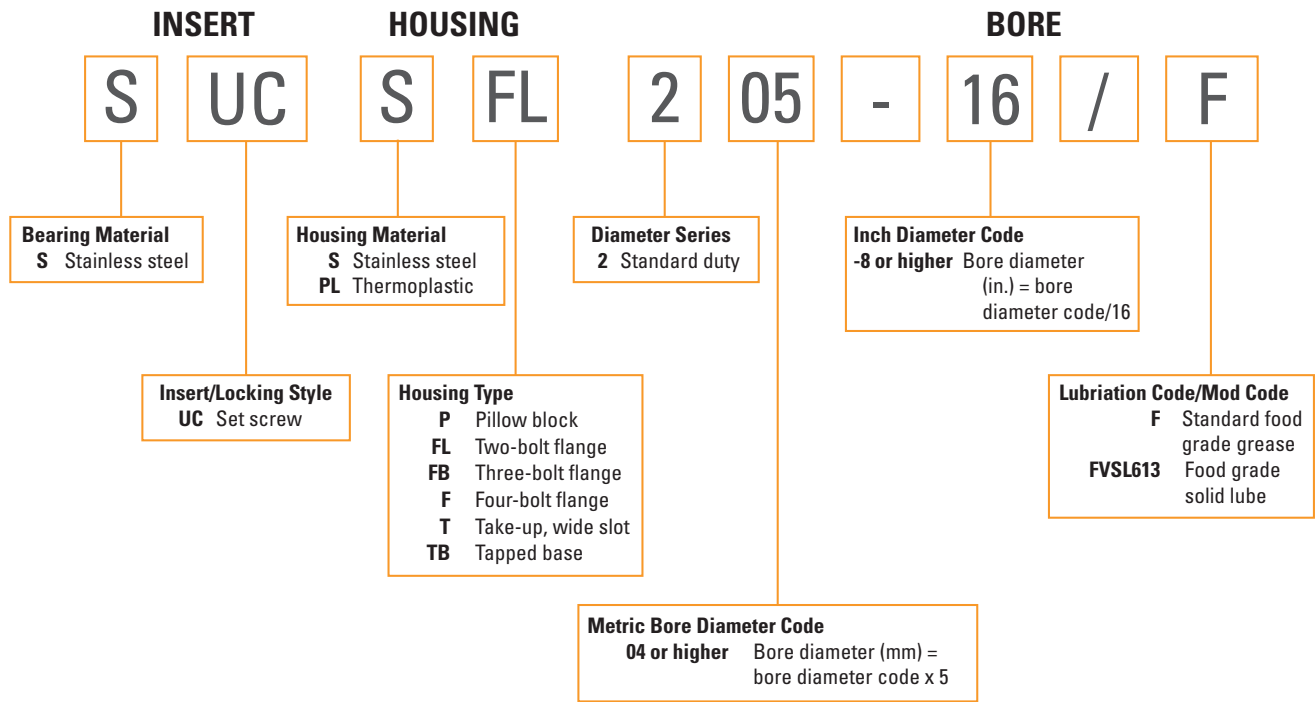 INSERT HOUSING BORE
S UC S FL 2 05 - 16 / F
Bearing Material
S Stainless steel
Housing Material
S Stainless steel
PL Thermoplastic
Diameter Series
2 Standard duty
Inch Diameter Code
-8 or higher Bore diameter
(in.) = bore
diameter code/16
Insert/Locking Style
UC Set screw
Housing Type
P Pillow block
FL Two-bolt flange
FB Three-bolt flange
F Four-bolt flange
T Take-up, wide slot
TB Tapped base
Lubriation Code/Mod Code
F Standard food
grade grease
FVSL613 Food grade
solid lube
Metric Bore Diameter Code
04 or higher Bore diameter (mm) =
bore diameter code x 5